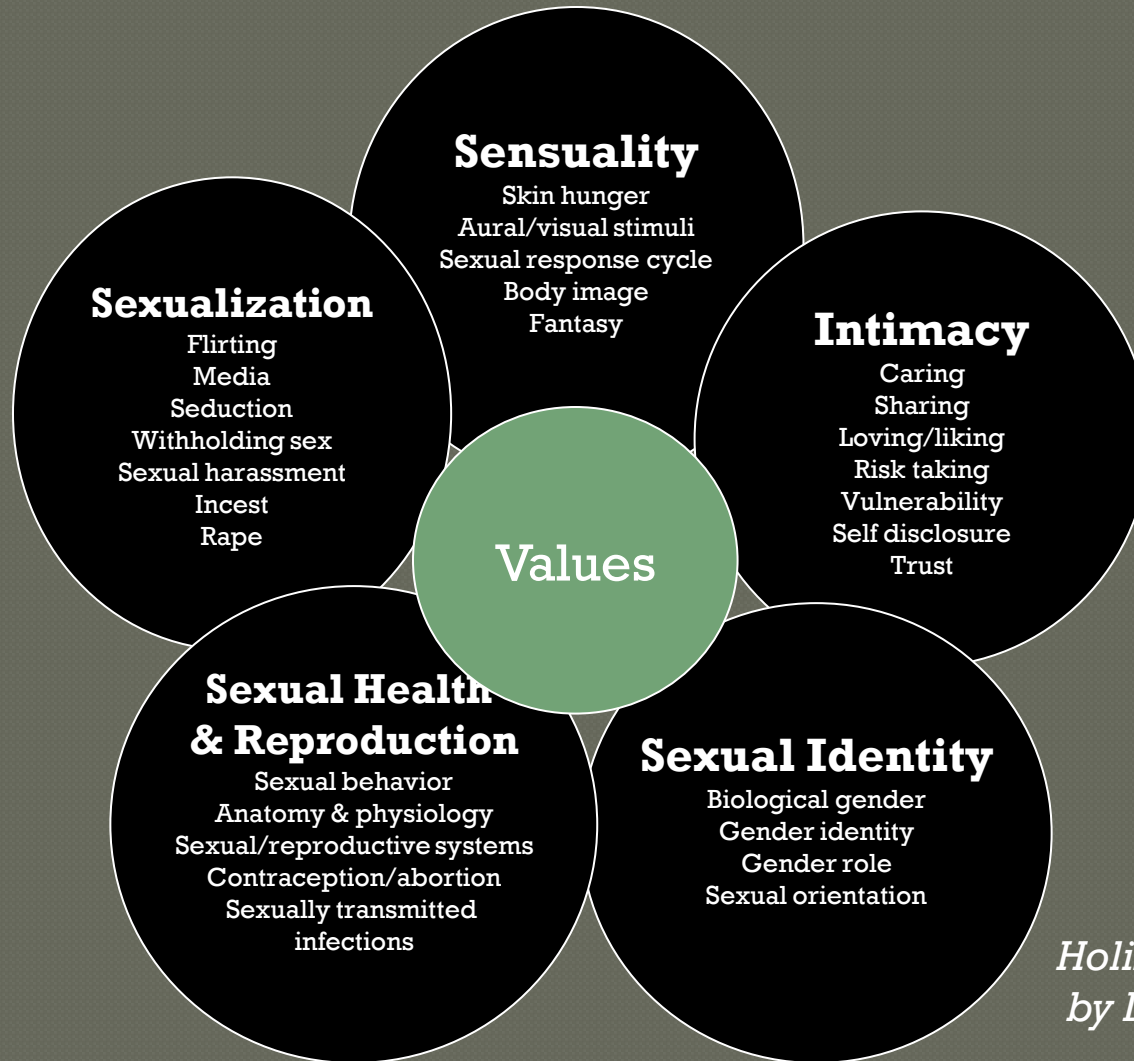 Sensuality
Skin hunger
Aural/visual stimuli
Sexual response cycle
Body image
Fantasy
Sexualization
Flirting
Media
Seduction
Withholding sex
Sexual harassment
Incest
Rape
Intimacy
Caring
Sharing
Loving/liking
Risk taking
Vulnerability
Self disclosure
Trust
Values
Sexual Health
& Reproduction
Sexual behavior
Anatomy & physiology
Sexual/reproductive systems
Contraception/abortion
Sexually transmitted
infections
Sexual Identity
Biological gender
Gender identity
Gender role
Sexual orientation
by